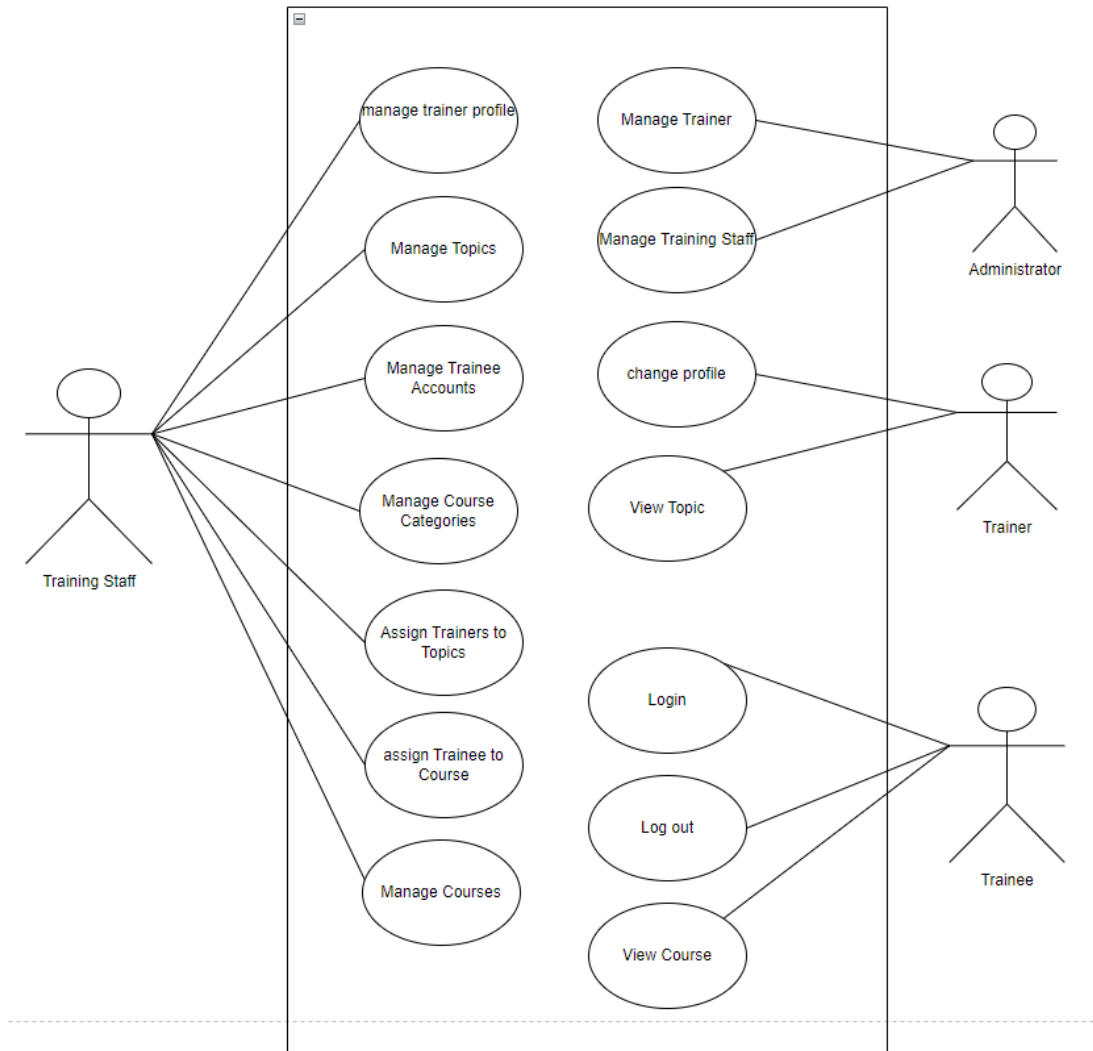 manage trainer profile
Manage Topics
Manage Trainee
Accounts
Manage Course
Categories
Assign Trainers to
Topics
assign Trainee to
Course
Manage Courses
Training Staff
Manage Trainer
Manage Training Staff
change profile
View Topic
Login
Log out
View Course
Administrator
Trainer
Trainee